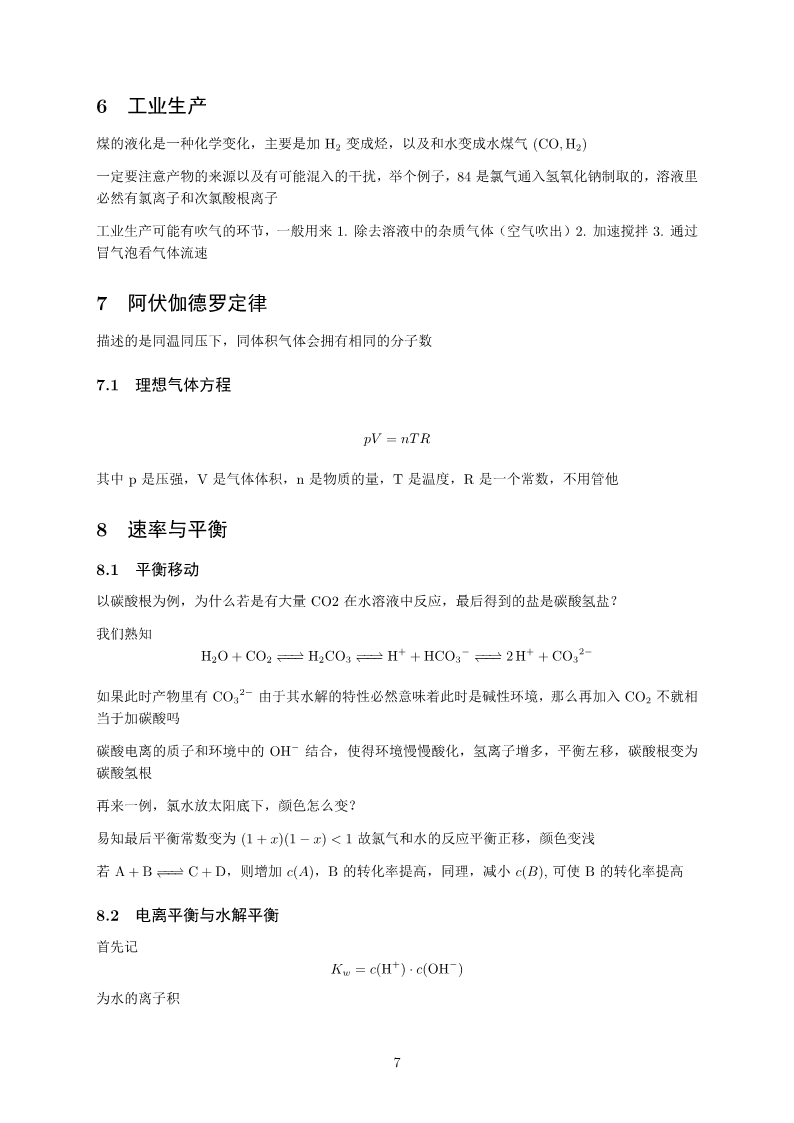 6 工业生产
煤的液化是一种化学变化，主要是加 H₂ 变成烃，以及和水变成水煤气 (CO, H₂)
一定要注意产物的来源以及有可能混入的干扰，举个例子，84 是氯气通入氢氧化钠制取的，溶液里
必然有氯离子和次氯酸根离子
工业生产可能有吹气的环节，一般用来 1. 除去溶液中的杂质气体（空气吹出）2. 加速搅拌 3. 通过
冒气泡看气体流速
7 阿伏伽德罗定律
描述的是同温同压下，同体积气体会拥有相同的分子数
7.1 理想气体方程
pV = nTR
其中 p 是压强，V 是气体体积，n 是物质的量，T 是温度，R 是一个常数，不用管他
8 速率与平衡
8.1 平衡移动
以碳酸根为例，为什么若是有大量 CO2 在水溶液中反应，最后得到的盐是碳酸氢盐？
我们熟知
H₂O + CO₂ ⇌ H₂CO₃ ⇌ H⁺ + HCO₃⁻ ⇌ 2 H⁺ + CO₃²⁻
如果此时产物里有 CO₃²⁻ 由于其水解的特性必然意味着此时是碱性环境，那么再加入 CO₂ 不就相
当于加碳酸吗
碳酸电离的质子和环境中的 OH⁻ 结合，使得环境慢慢酸化，氢离子增多，平衡左移，碳酸根变为
碳酸氢根
再来一例，氯水放太阳底下，颜色怎么变？
易知最后平衡常数变为 (1 + x)(1 − x) < 1 故氯气和水的反应平衡正移，颜色变浅
若 A + B ⇌ C + D，则增加 c(A)，B 的转化率提高，同理，减小 c(B), 可使 B 的转化率提高
8.2 电离平衡与水解平衡
首先记
K_w = c(H⁺) · c(OH⁻)
为水的离子积
7